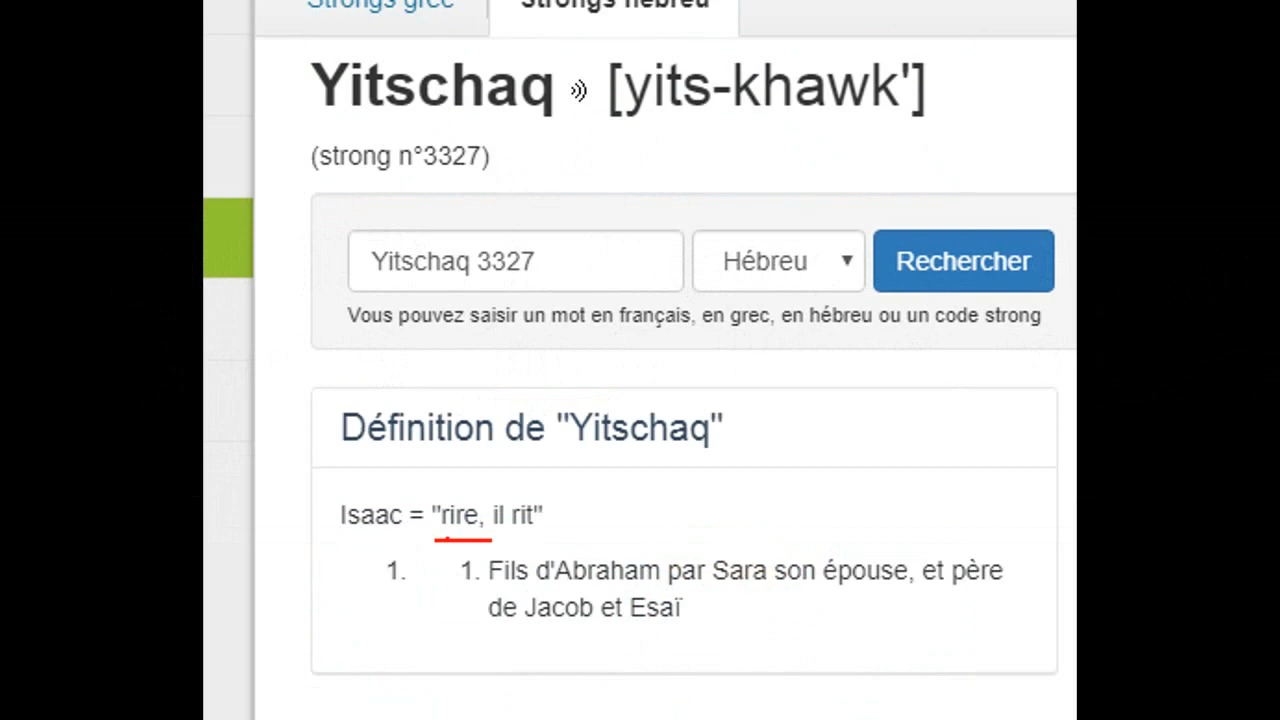 Strongs grec Strongs hébreu
Yitschaq [yits-khawk']
(strong n°3327)
Yitschaq 3327 Hébreu Rechercher
Vous pouvez saisir un mot en français, en grec, en hébreu ou un code strong
Définition de "Yitschaq"
Isaac = "rire, il rit"
1. 1. Fils d'Abraham par Sara son épouse, et père
de Jacob et Esaï